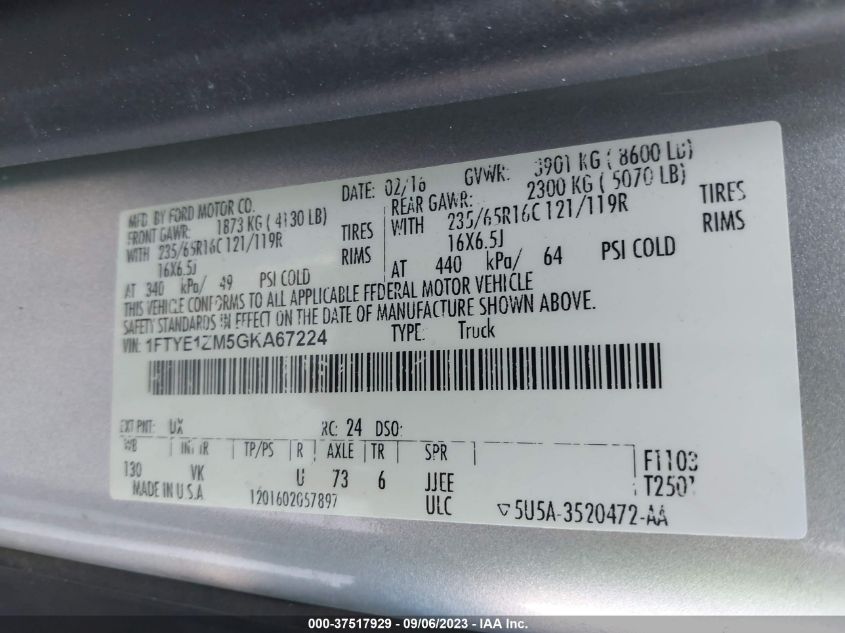 MFD. BY FORD MOTOR CO. DATE: 02/16 GVWR: 3901 KG ( 8600 LB)
FRONT GAWR: 1873 KG ( 4130 LB) REAR GAWR: 2300 KG ( 5070 LB)
WITH 235/65R16C 121/119R TIRES WITH 235/65R16C 121/119R TIRES
16X6.5J RIMS 16X6.5J RIMS
AT 340 kPa/ 49 PSI COLD AT 440 kPa/ 64 PSI COLD
THIS VEHICLE CONFORMS TO ALL APPLICABLE FEDERAL MOTOR VEHICLE
SAFETY STANDARDS IN EFFECT ON THE DATE OF MANUFACTURE SHOWN ABOVE.
VIN: 1FTYE1ZM5GKA67224 TYPE: Truck
EXT PNT: UX RC: 24 DSO:
WB INT TR TP/PS R AXLE TR SPR
130 VK U 73 6 JJEE
F1103
T250
MADE IN U.S.A 1201602057897 ULC 5U5A-3520472-AA
000-37517929 - 09/06/2023 - IAA Inc.